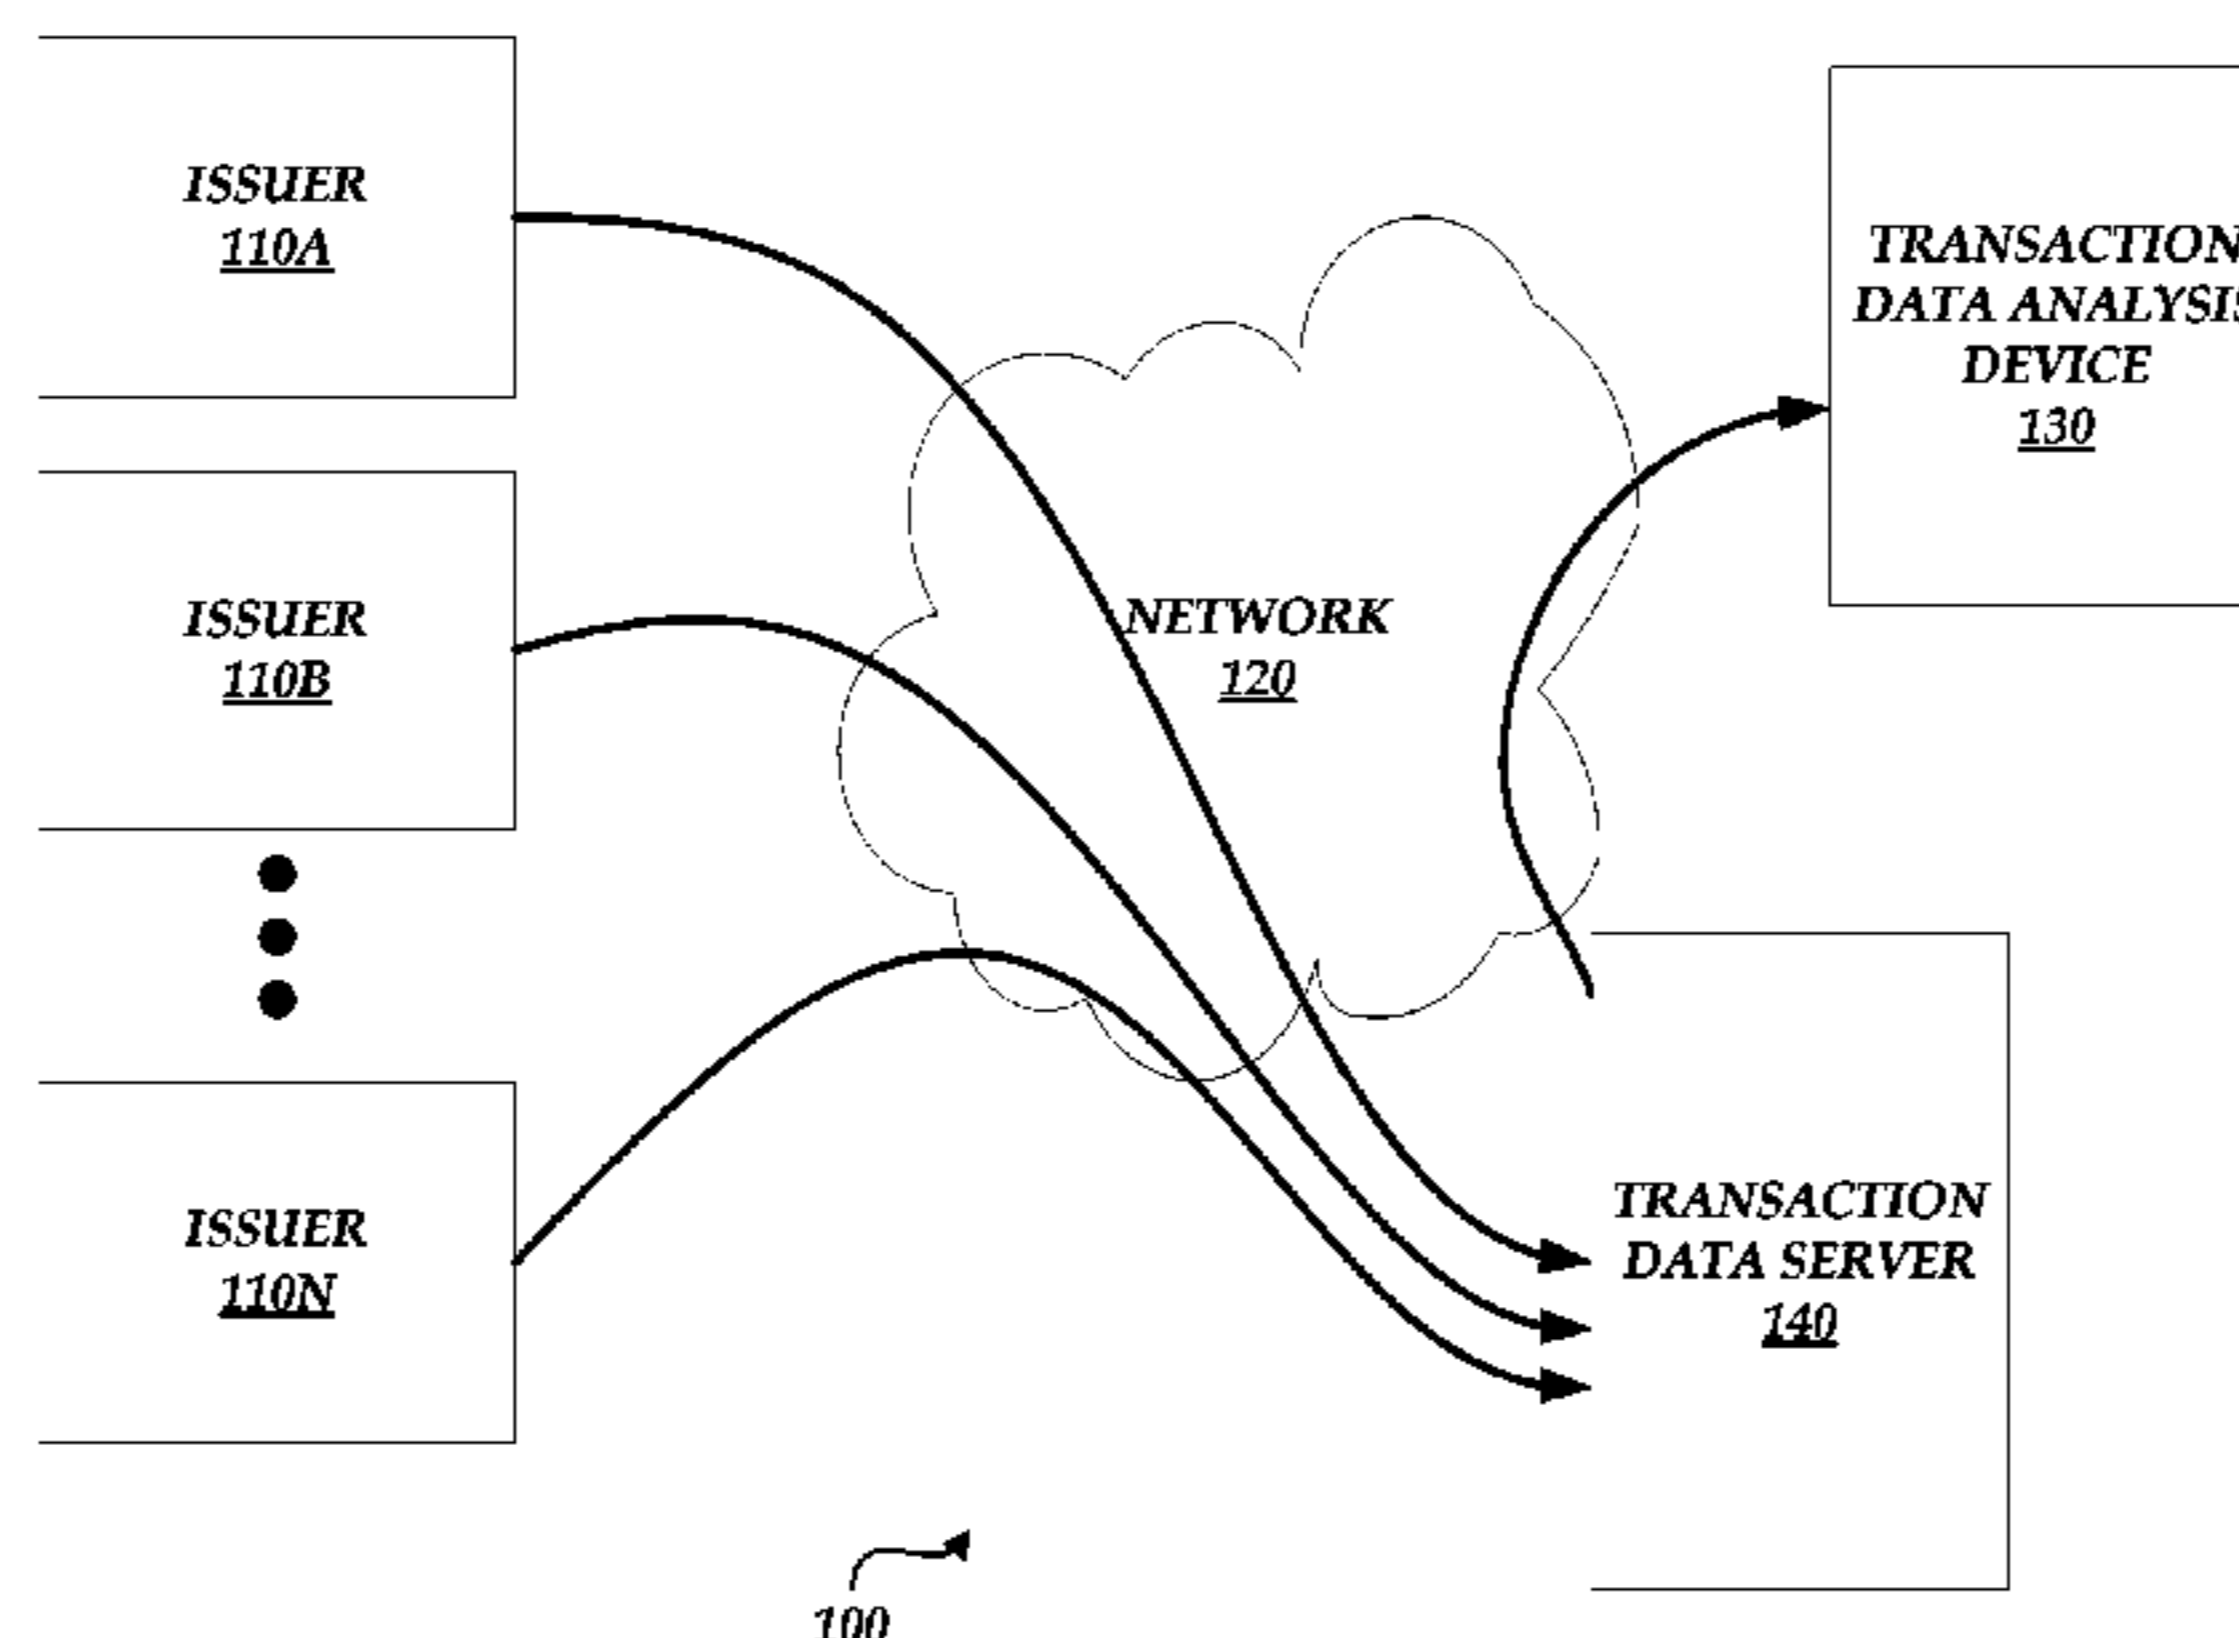 ISSUER
110A
ISSUER
110B
ISSUER
110N
NETWORK
120
TRANSACTION
DATA ANALYSIS
DEVICE
130
TRANSACTION
DATA SERVER
140
100